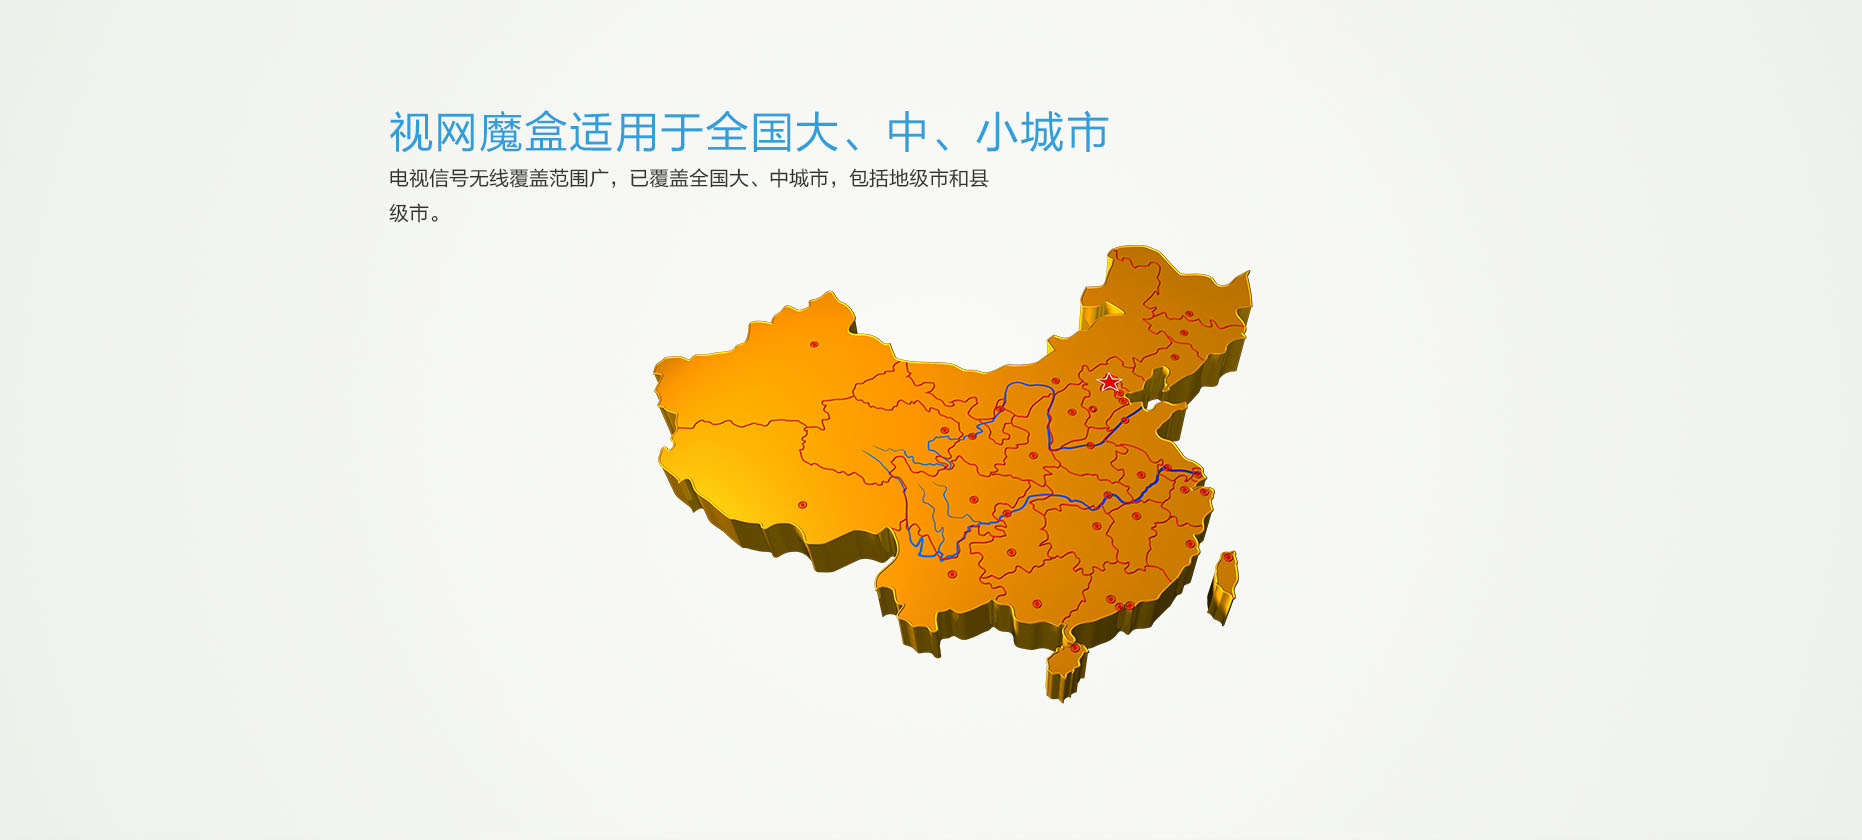 视网魔盒适用于全国大、中、小城市
电视信号无线覆盖范围广，已覆盖全国大、中城市，包括地级市和县
级市。